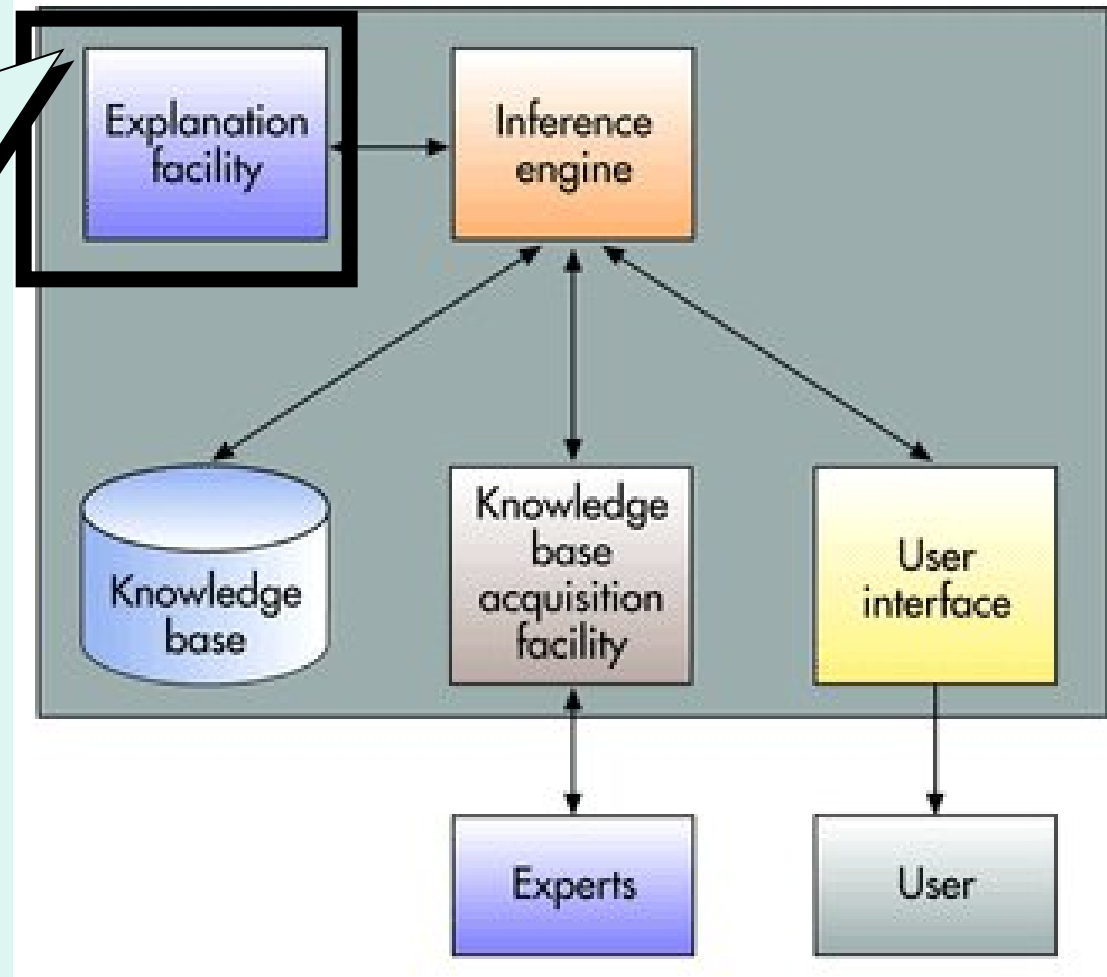 Explanation
facility
Inference
engine
Knowledge
base
Knowledge
base
acquisition
facility
User
interface
Experts
User